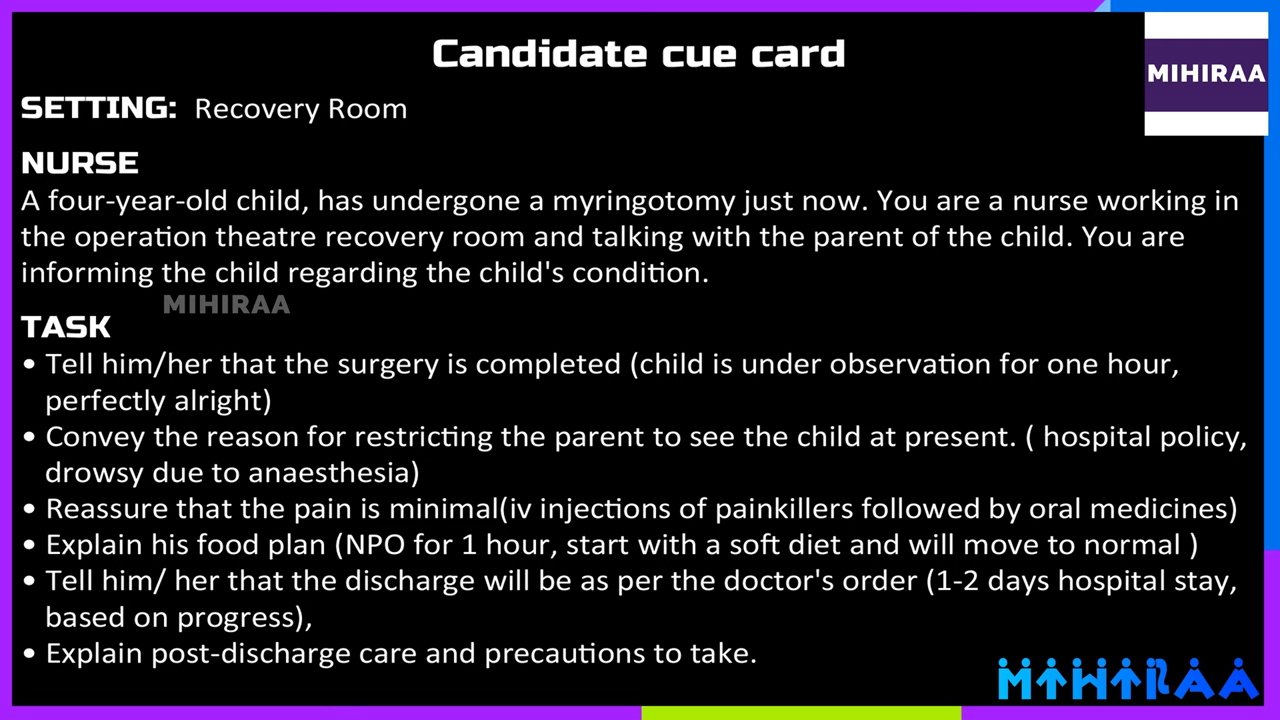 Candidate cue card
MIHIRAA
SETTING: Recovery Room
NURSE
A four-year-old child, has undergone a myringotomy just now. You are a nurse working in
the operation theatre recovery room and talking with the parent of the child. You are
informing the child regarding the child's condition.
MIHIRAA
TASK
• Tell him/her that the surgery is completed (child is under observation for one hour,
perfectly alright)
• Convey the reason for restricting the parent to see the child at present. ( hospital policy,
drowsy due to anaesthesia)
• Reassure that the pain is minimal(iv injections of painkillers followed by oral medicines)
• Explain his food plan (NPO for 1 hour, start with a soft diet and will move to normal )
• Tell him/ her that the discharge will be as per the doctor's order (1-2 days hospital stay,
based on progress),
• Explain post-discharge care and precautions to take.
MIHIRAA